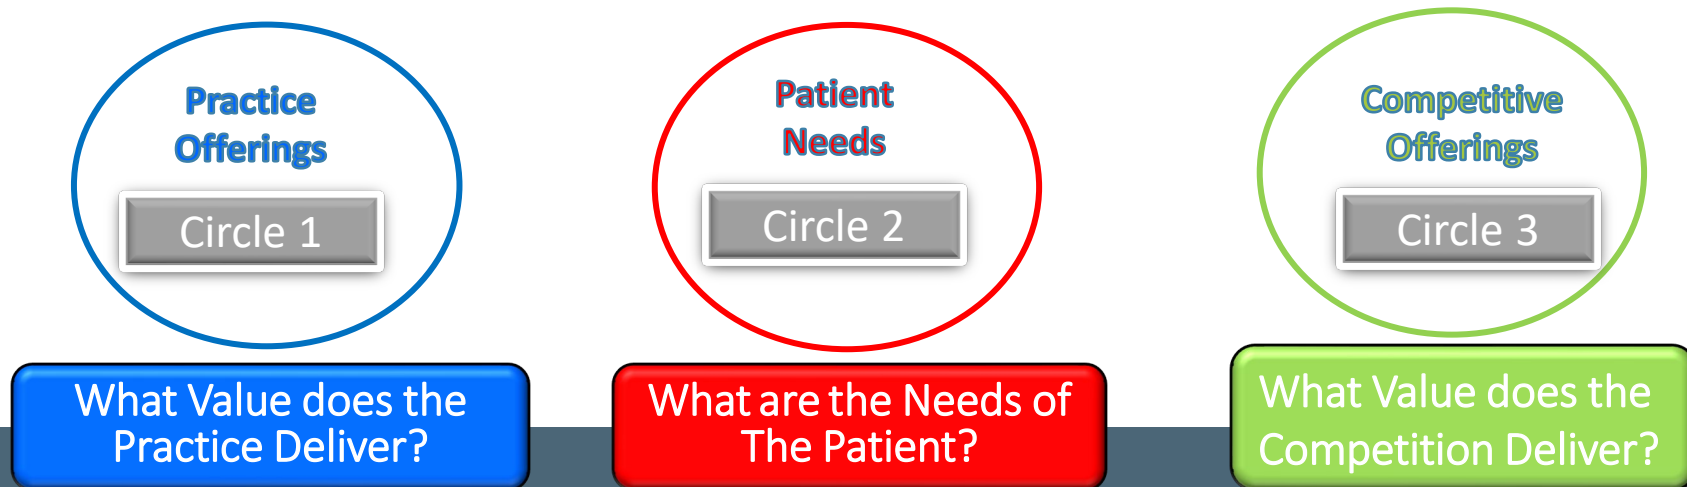 Practice
Offerings
Circle 1
What Value does the
Practice Deliver?
Patient
Needs
Circle 2
What are the Needs of
The Patient?
Competitive
Offerings
Circle 3
What Value does the
Competition Deliver?